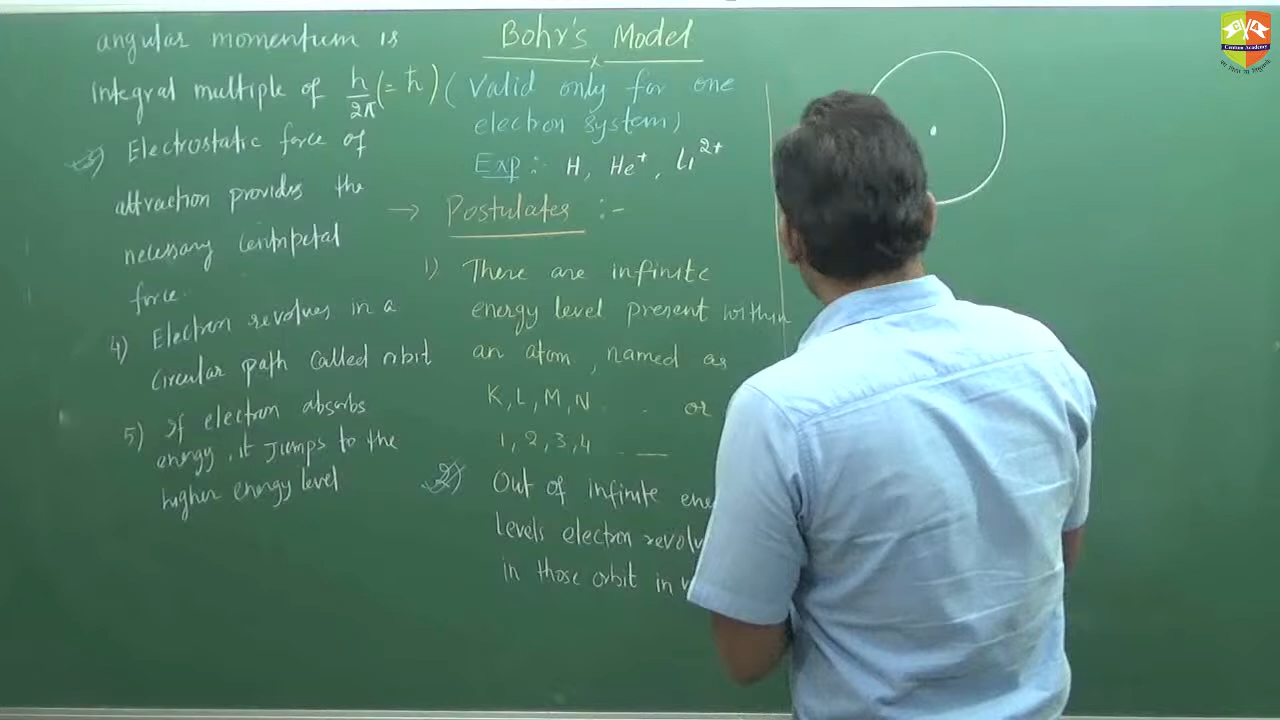 Bohr's Model
(Valid only for one
electron system)
Exp :- H, He⁺, Li²⁺
→ Postulates :-
1) There are infinite
energy level present within
an atom, named as
K, L, M, N . . or
1, 2, 3, 4 . . __
2) Out of infinite
Levels electron
in those orbit in
angular momentum is
integral multiple of h/2π (= ħ)
3) Electrostatic force of
attraction provides the
necessary centripetal
force.
4) Electron revolves in a
circular path called orbit
5) If electron absorbs
energy, it Jumps to the
higher energy level
Centum Academy